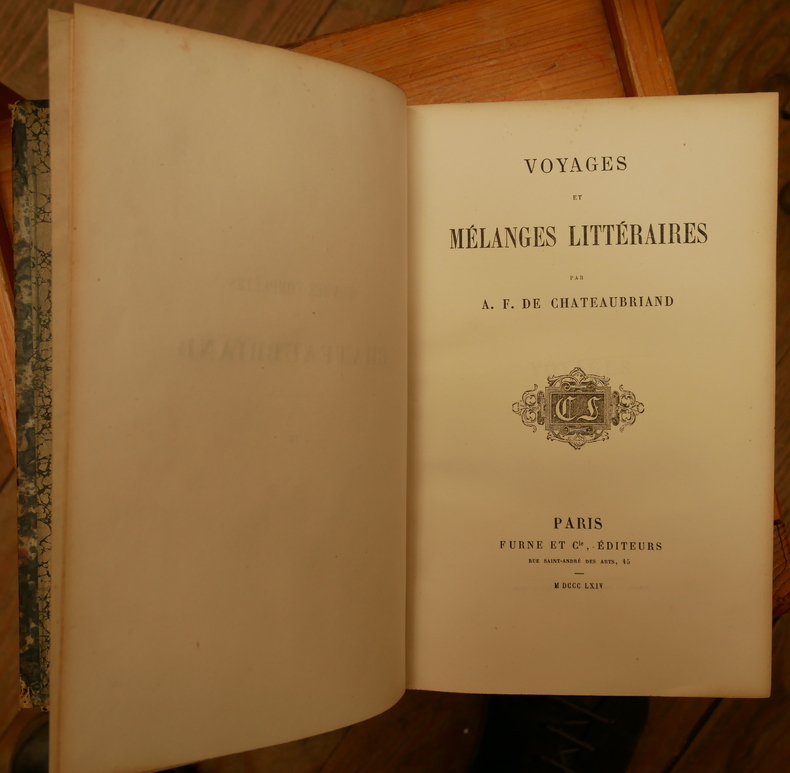 VOYAGES
ET
MÉLANGES LITTÉRAIRES
PAR
A. F. DE CHATEAUBRIAND
PARIS
FURNE ET Cie, ÉDITEURS
RUE SAINT-ANDRÉ DES ARTS, 45
M DCCC LXIV